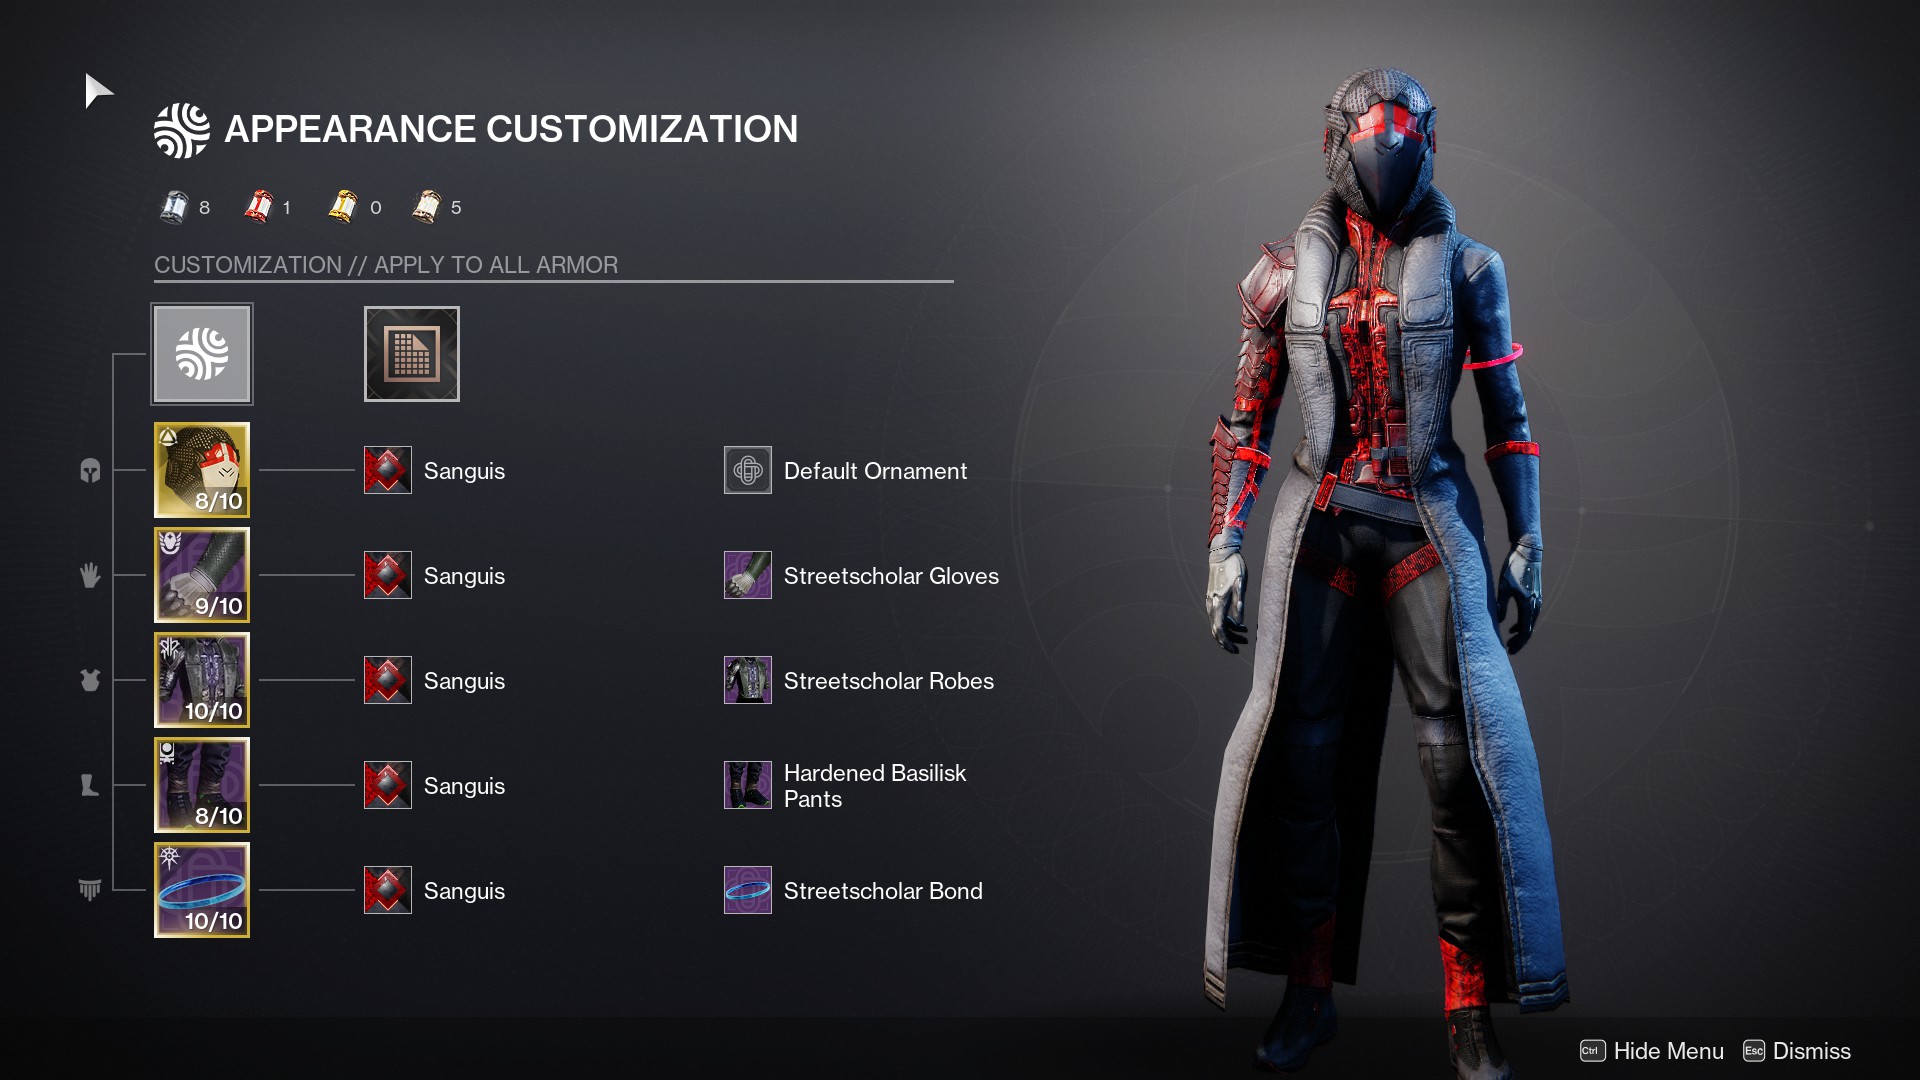 APPEARANCE CUSTOMIZATION
8 1 0 5
CUSTOMIZATION // APPLY TO ALL ARMOR
8/10 Sanguis Default Ornament
9/10 Sanguis Streetscholar Gloves
10/10 Sanguis Streetscholar Robes
8/10 Sanguis Hardened Basilisk
Pants
10/10 Sanguis Streetscholar Bond
Ctrl Hide Menu Esc Dismiss